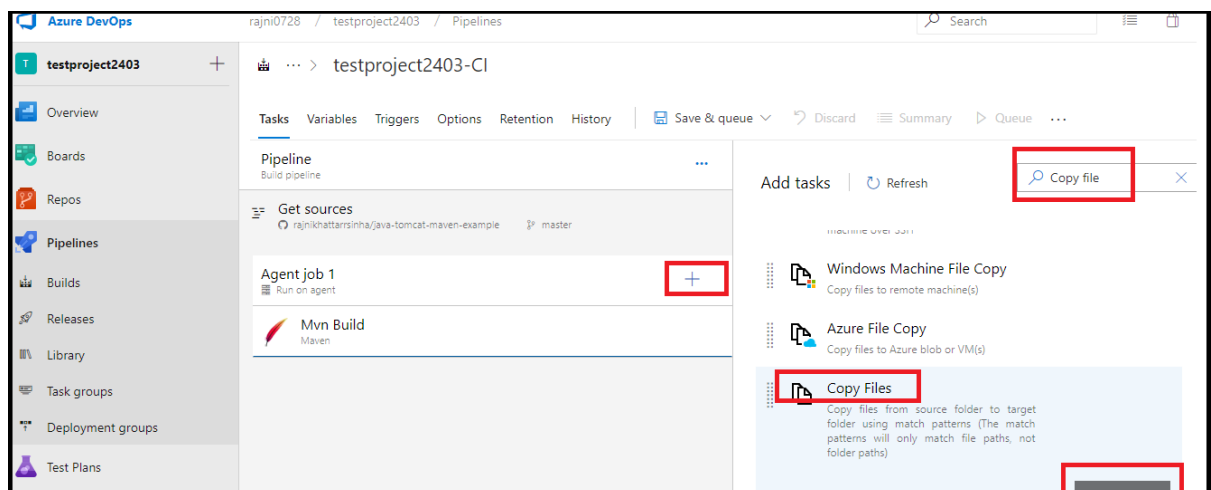 Azure DevOps
rajni0728 / testproject2403 / Pipelines
Search
T testproject2403
··· > testproject2403-CI
Overview
Boards
Repos
Pipelines
Builds
Releases
Library
Task groups
Deployment groups
Test Plans
Tasks Variables Triggers Options Retention History
Save & queue Discard Summary Queue ···
Pipeline
Build pipeline
Get sources
rajnikhattarrsinha/java-tomcat-maven-example master
Agent job 1
Run on agent
Mvn Build
Maven
Add tasks Refresh
Copy file
machine over SSH
Windows Machine File Copy
Copy files to remote machine(s)
Azure File Copy
Copy files to Azure blob or VM(s)
Copy Files
Copy files from source folder to target
folder using match patterns (The match
patterns will only match file paths, not
folder paths)